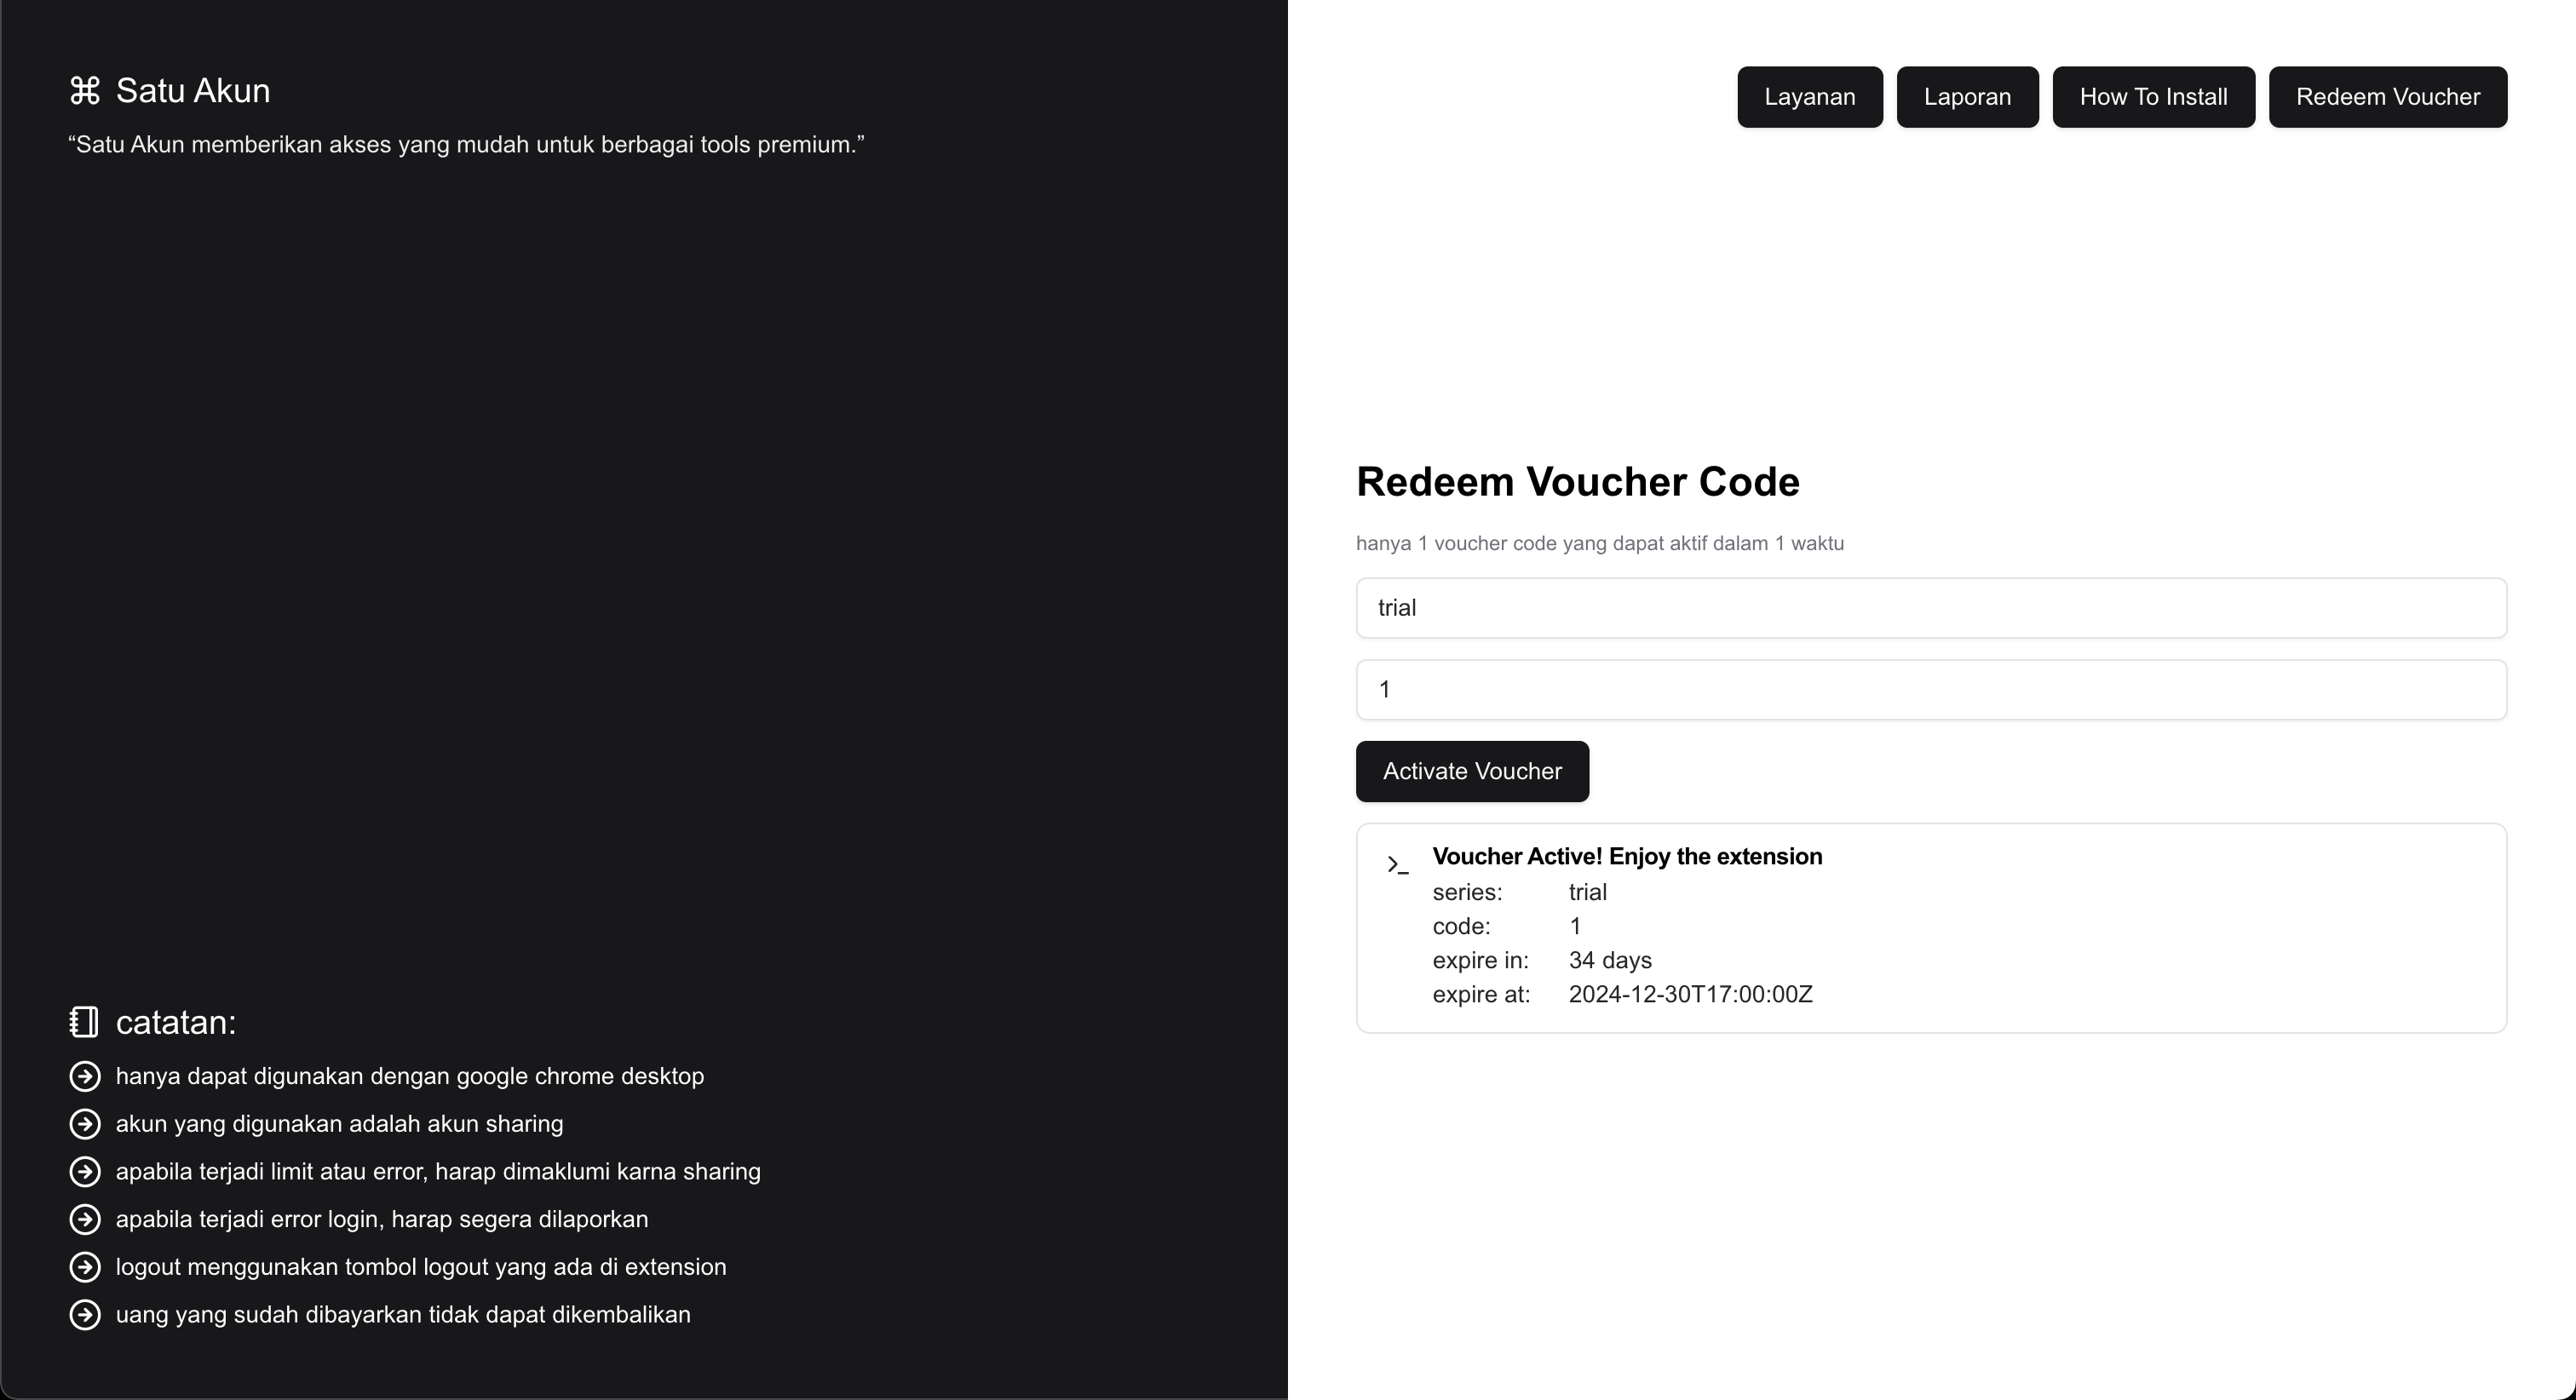 Satu Akun
“Satu Akun memberikan akses yang mudah untuk berbagai tools premium.”
catatan:
hanya dapat digunakan dengan google chrome desktop
akun yang digunakan adalah akun sharing
apabila terjadi limit atau error, harap dimaklumi karna sharing
apabila terjadi error login, harap segera dilaporkan
logout menggunakan tombol logout yang ada di extension
uang yang sudah dibayarkan tidak dapat dikembalikan
Layanan Laporan How To Install Redeem Voucher
Redeem Voucher Code
hanya 1 voucher code yang dapat aktif dalam 1 waktu
trial
1
Activate Voucher
Voucher Active! Enjoy the extension
series: trial
code: 1
expire in: 34 days
expire at: 2024-12-30T17:00:00Z